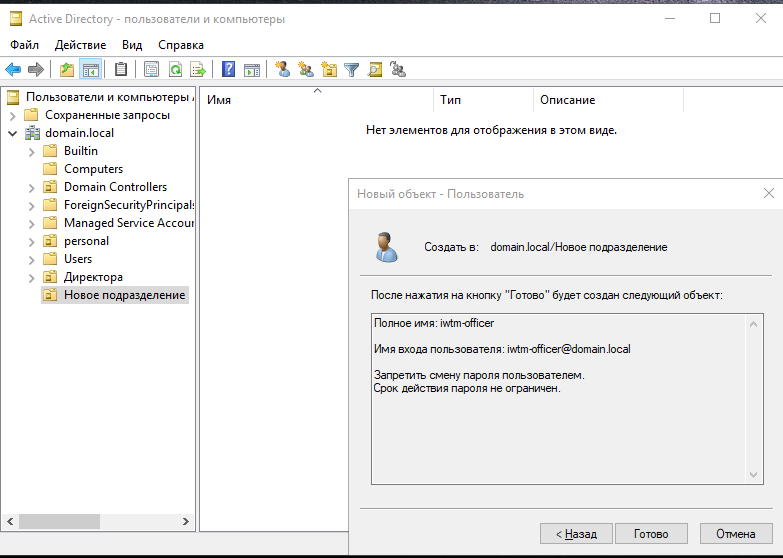 Active Directory - пользователи и компьютеры
Файл Действие Вид Справка
Пользователи и компьютеры
Сохраненные запросы
domain.local
Builtin
Computers
Domain Controllers
ForeignSecurityPrincipals
Managed Service Accour
personal
Users
Директора
Новое подразделение
Имя Тип Описание
Нет элементов для отображения в этом виде.
Новый объект - Пользователь
Создать в: domain.local/Новое подразделение
После нажатия на кнопку "Готово" будет создан следующий объект:
Полное имя: iwtm-officer
Имя входа пользователя: iwtm-officer@domain.local
Запретить смену пароля пользователем.
Срок действия пароля не ограничен.
< Назад Готово Отмена